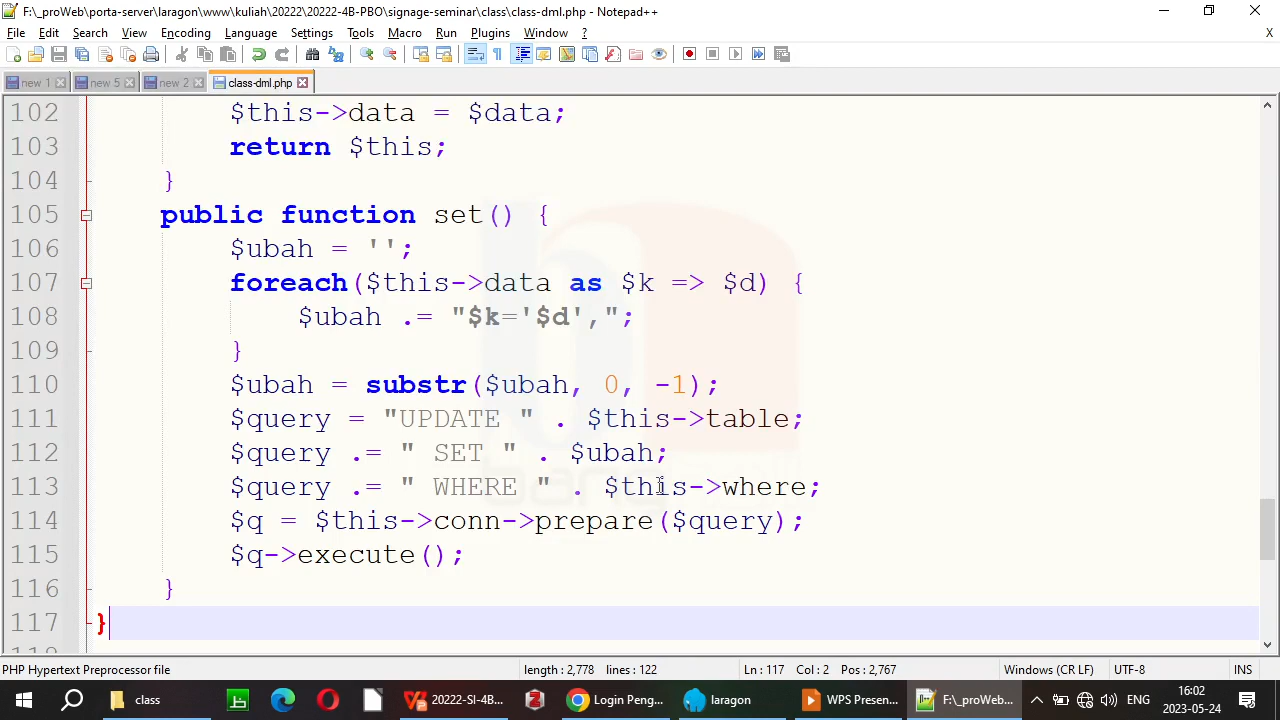 F:\_proWeb\porta-server\laragon\www\kuliah\20222\20222-4B-PBO\signage-seminar\class\class-dml.php - Notepad++
File Edit Search View Encoding Language Settings Tools Macro Run Plugins Window ? X
new 1 new 5 new 2 class-dml.php
102 $this->data = $data;
103 return $this;
104 }
105 public function set() {
106 $ubah = '';
107 foreach($this->data as $k => $d) {
108 $ubah .= "$k='$d',";
109 }
110 $ubah = substr($ubah, 0, -1);
111 $query = "UPDATE " . $this->table;
112 $query .= " SET " . $ubah;
113 $query .= " WHERE " . $this->where;
114 $q = $this->conn->prepare($query);
115 $q->execute();
116 }
117 }
PHP Hypertext Preprocessor file length : 2,778 lines : 122 Ln : 117 Col : 2 Pos : 2,767 Windows (CR LF) UTF-8 INS
class 20222-SI-4B... Login Peng... laragon WPS Presen... F:\_proWeb... ENG 16:02
2023-05-24